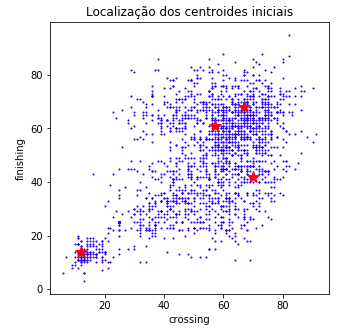 Localização dos centroides iniciais
finishing
80
60
40
20
0
20 40 60 80
crossing